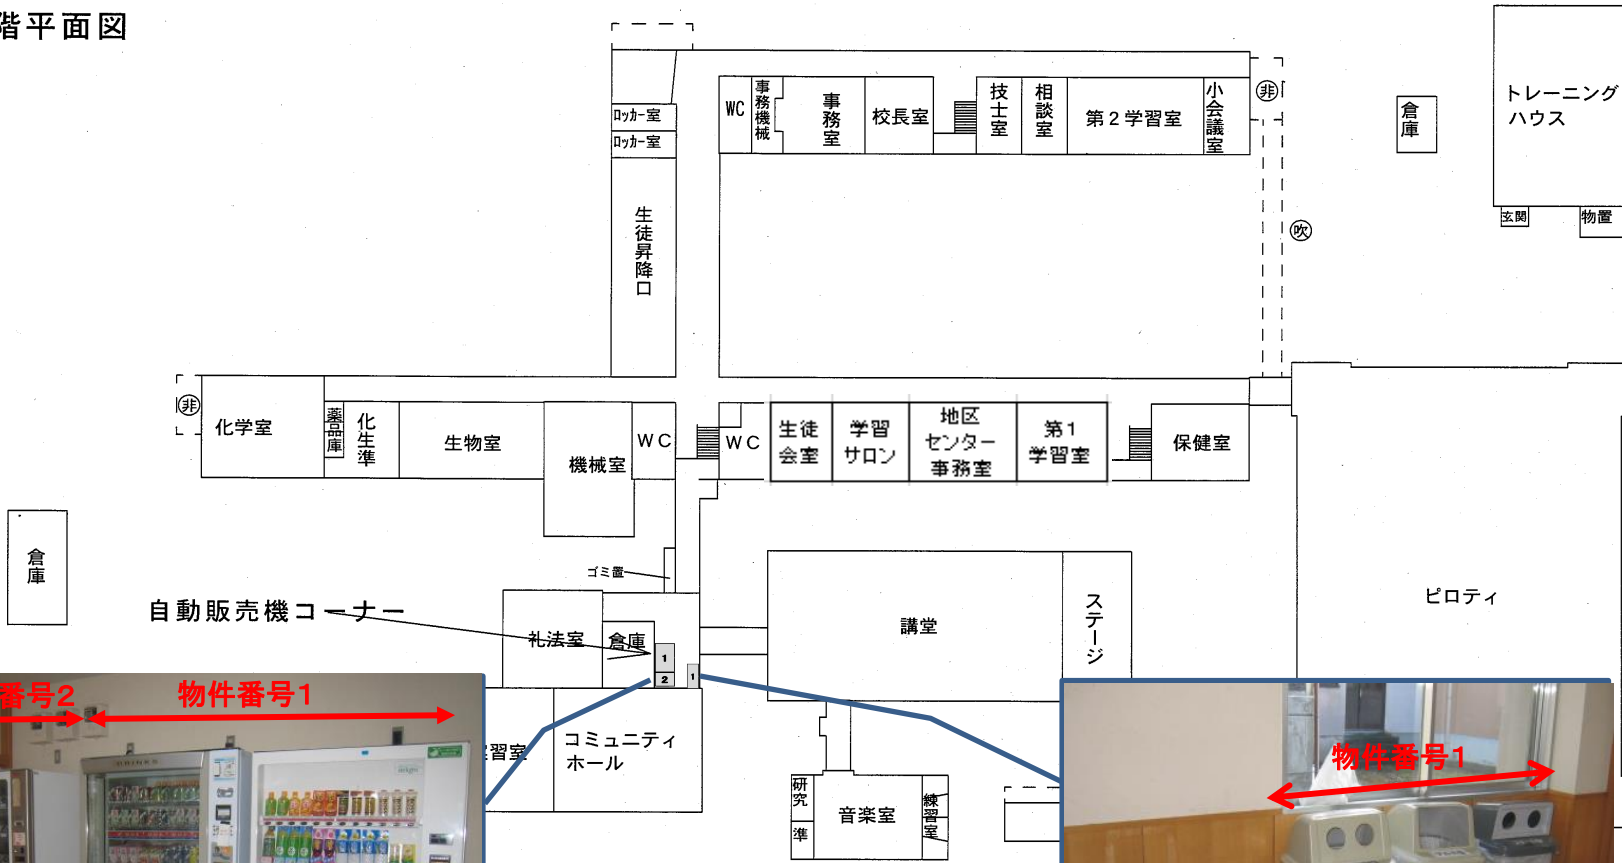 階平面図
WC
事務機械
事務室
校長室
技士室
相談室
第2学習室
小会議室
非
倉庫
トレーニング
ハウス
玄関
物置
ロッカー室
ロッカー室
生徒昇降口
吹
非
化学室
薬品庫
化生準
生物室
機械室
WC
WC
生徒
会室
学習
サロン
地区
センター
事務室
第1
学習室
保健室
倉庫
ゴミ置
自動販売機コーナー
礼法室
倉庫
1
2
1
講堂
ステージ
ピロティ
番号2
物件番号1
習室
コミュニティ
ホール
研究
準
音楽室
練習室
物件番号1
DRINKS